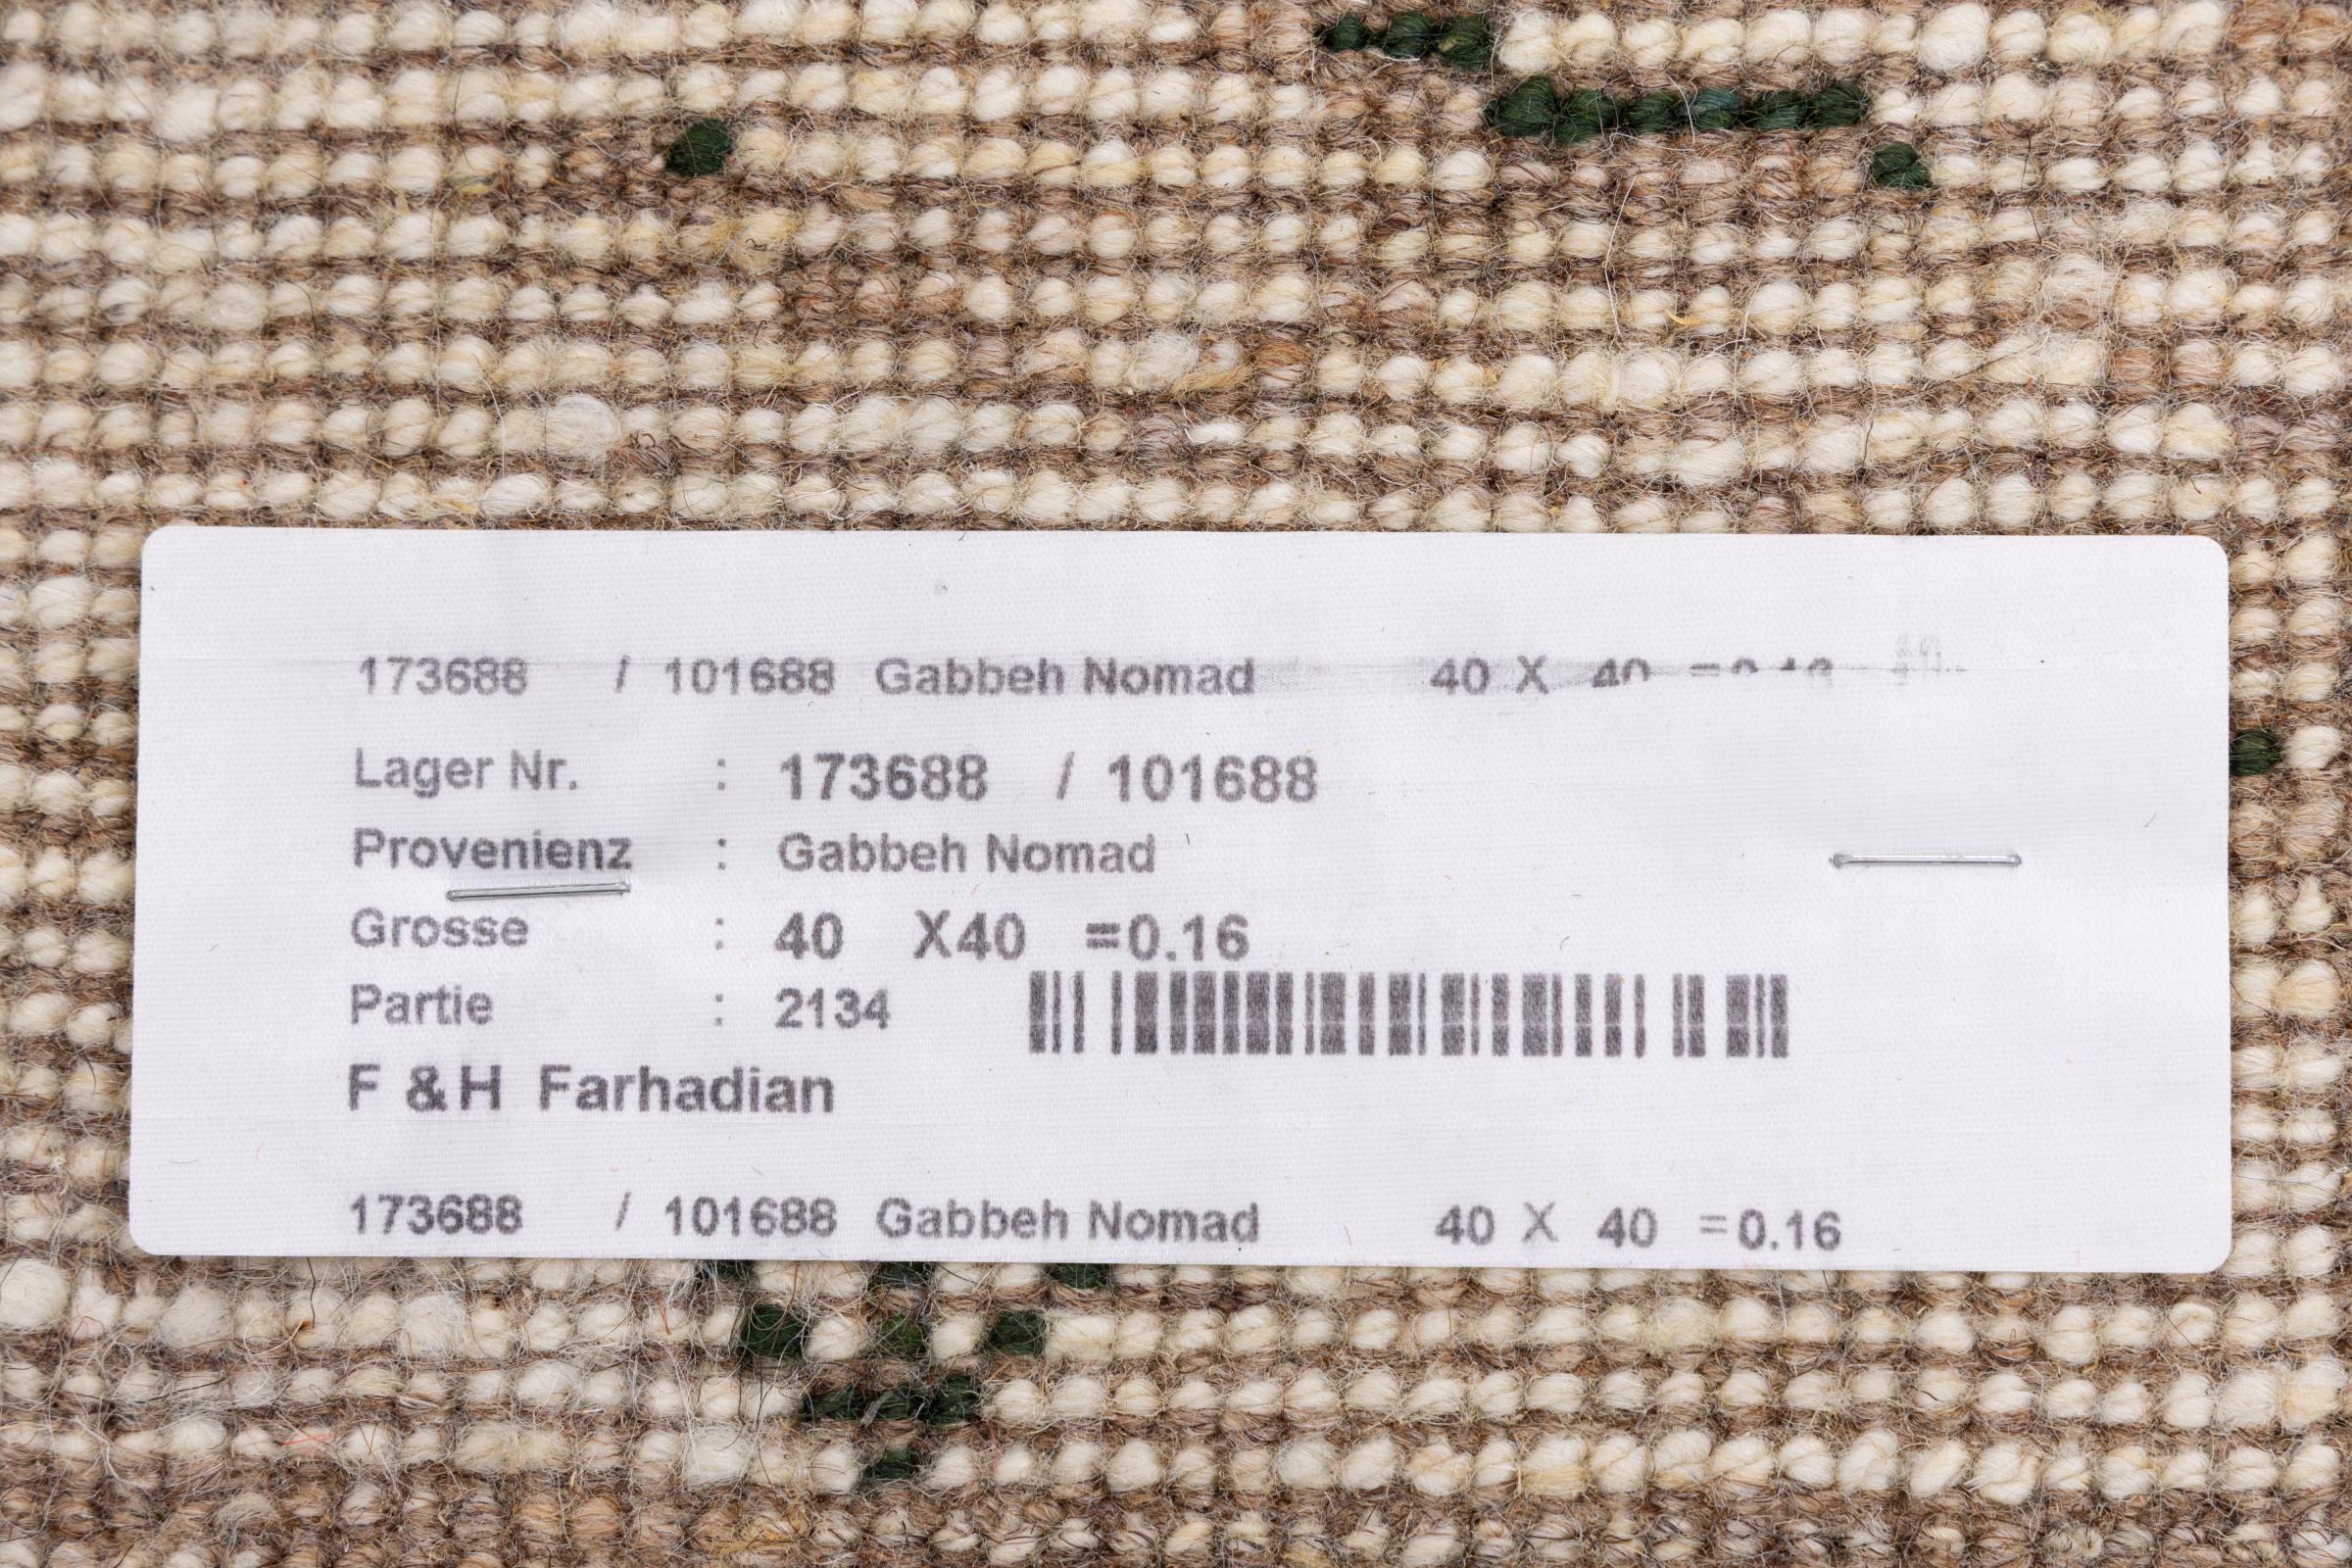 173688 / 101688 Gabbeh Nomad 40 X 40
Lager Nr. : 173688 / 101688
Provenienz : Gabbeh Nomad
Grosse : 40 X40 =0.16
Partie : 2134
F & H Farhadian
173688 / 101688 Gabbeh Nomad 40 X 40 =0.16